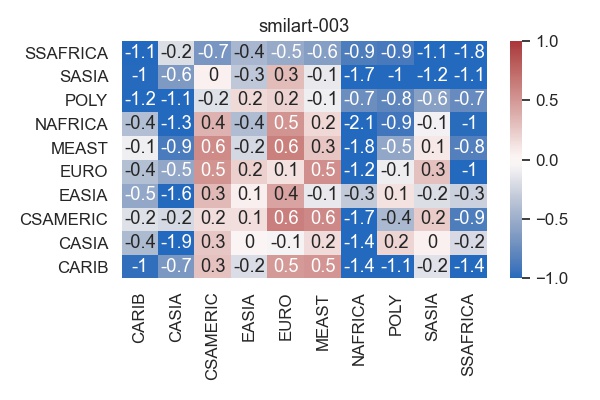 smilart-003
SSAFRICA -1.1 -0.2 -0.7 -0.4 -0.5 -0.6 -0.9 -0.9 -1.1 -1.8
SASIA -1 -0.6 0 -0.3 0.3 -0.1 -1.7 -1 -1.2 -1.1
POLY -1.2 -1.1 -0.2 0.2 0.2 -0.1 -0.7 -0.8 -0.6 -0.7
NAFRICA -0.4 -1.3 0.4 -0.4 0.5 0.2 -2.1 -0.9 -0.1 -1
MEAST -0.1 -0.9 0.6 -0.2 0.6 0.3 -1.8 -0.5 0.1 -0.8
EURO -0.4 -0.5 0.5 0.2 0.1 0.5 -1.2 -0.1 0.3 -1
EASIA -0.5 -1.6 0.3 0.1 0.4 -0.1 -0.3 0.1 -0.2 -0.3
CSAMERIC -0.2 -0.2 0.2 0.1 0.6 0.6 -1.7 -0.4 0.2 -0.9
CASIA -0.4 -1.9 0.3 0 -0.1 0.2 -1.4 0.2 0 -0.2
CARIB -1 -0.7 0.3 -0.2 0.5 0.5 -1.4 -1.1 -0.2 -1.4
CARIB CASIA CSAMERIC EASIA EURO MEAST NAFRICA POLY SASIA SSAFRICA
1.0
0.5
0.0
−0.5
−1.0